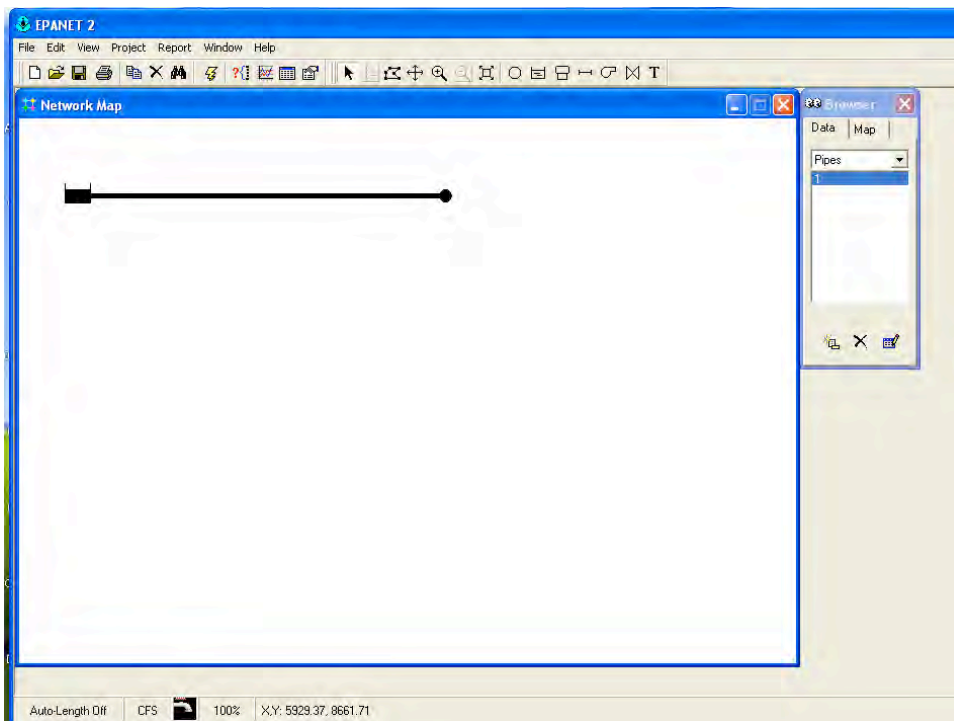 EPANET 2
File Edit View Project Report Window Help
T
Network Map
Browser
Data Map
Pipes
1
Auto-Length Off CFS 100% X,Y: 5929.37, 8661.71